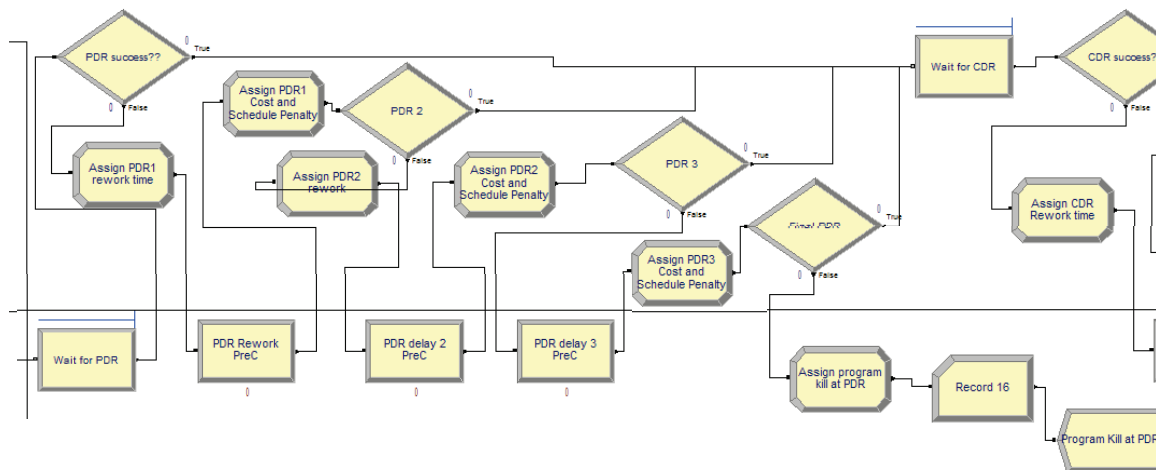 PDR success??
0
True
0
False
Assign PDR1
Cost and
Schedule Penalty
PDR 2
0
True
0
False
Wait for CDR
CDR success?
0
False
Assign PDR1
rework time
Assign PDR2
rework
Assign PDR2
Cost and
Schedule Penalty
PDR 3
0
True
0
False
Assign CDR
Rework time
Final PDR
0
True
0
False
Assign PDR3
Cost and
Schedule Penalty
Wait for PDR
PDR Rework
PreC
0
PDR delay 2
PreC
0
PDR delay 3
PreC
0
Assign program
kill at PDR
Record 16
Program Kill at PDR